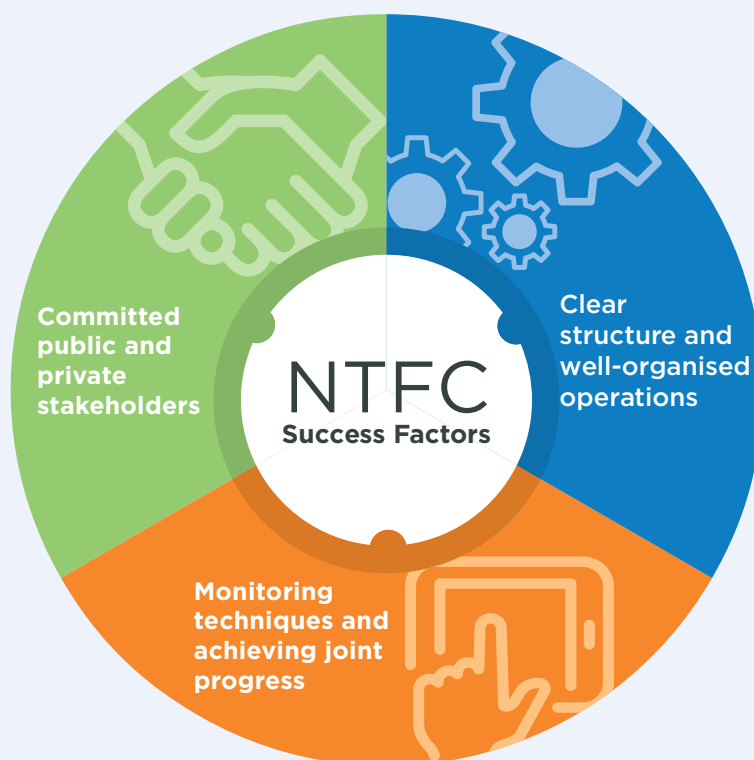 NTFC
Success Factors
Committed
public and
private
stakeholders
Clear
structure and
well-organised
operations
Monitoring
techniques and
achieving joint
progress